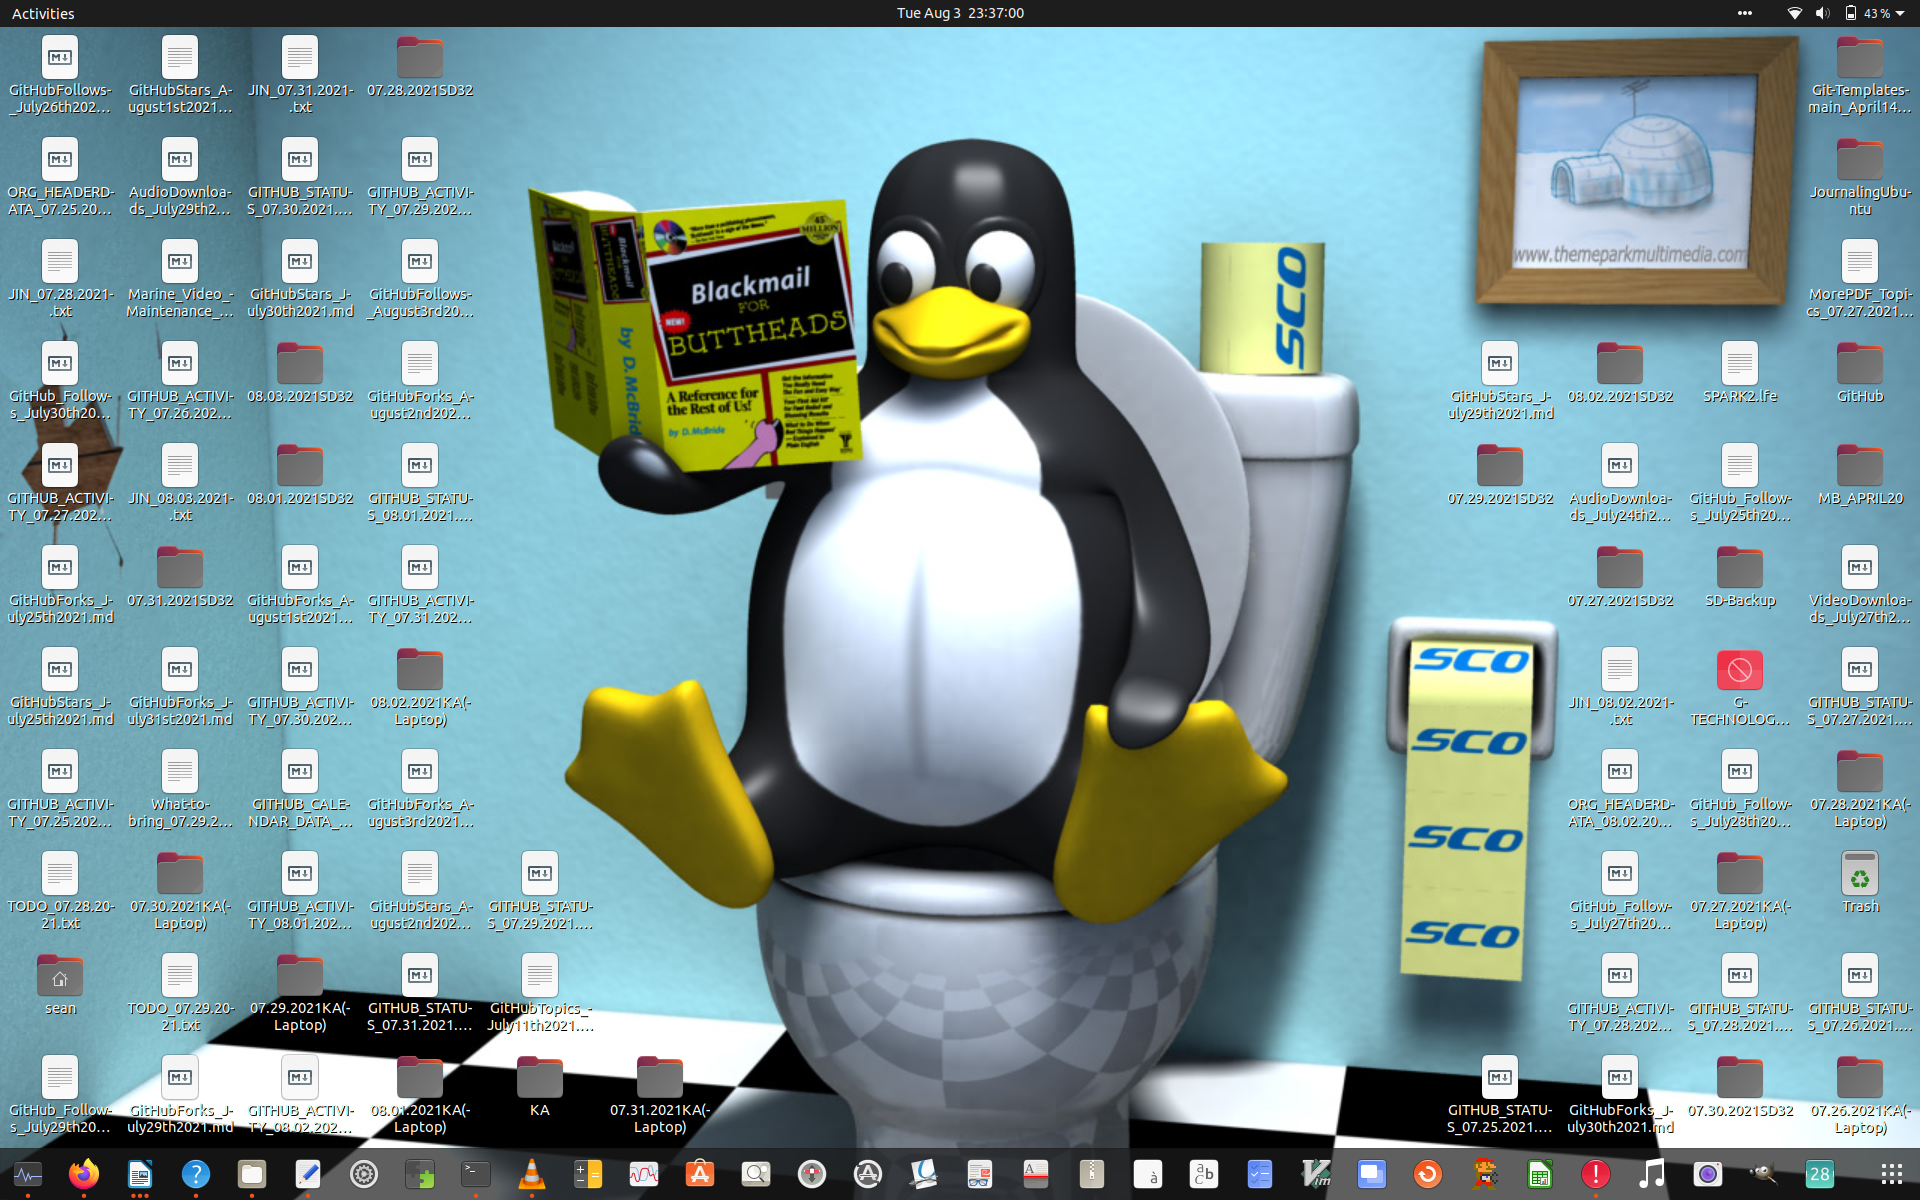 Activities
Tue Aug 3 23:37:00
43 %
GitHubFollows-
_July26th202...
GitHubStars_A-
ugust1st2021...
JIN_07.31.2021-
.txt
07.28.2021SD32
Git-Templates-
main_April14...
ORG_HEADERD-
ATA_07.25.20...
AudioDownloa-
ds_July29th2...
GITHUB_STATU-
S_07.30.2021....
GITHUB_ACTIVI-
TY_07.29.202...
JournalingUbu-
ntu
JIN_07.28.2021-
.txt
Marine_Video_-
Maintenance_...
GitHubStars_J-
uly30th2021.md
GitHubFollows-
_August3rd20...
MorePDF_Topi-
cs_07.27.2021...
GitHub_Follow-
s_July30th20...
GITHUB_ACTIVI-
TY_07.26.202...
08.03.2021SD32
GitHubForks_A-
ugust2nd202...
GitHubStars_J-
uly29th2021.md
08.02.2021SD32
SPARK2.lfe
GitHub
GITHUB_ACTIVI-
TY_07.27.202...
JIN_08.03.2021-
.txt
08.01.2021SD32
GITHUB_STATU-
S_08.01.2021....
07.29.2021SD32
AudioDownloa-
ds_July24th2...
GitHub_Follow-
s_July25th20...
MB_APRIL20
GitHubForks_J-
uly25th2021.md
07.31.2021SD32
GitHubForks_A-
ugust1st2021...
GITHUB_ACTIVI-
TY_07.31.202...
07.27.2021SD32
SD-Backup
VideoDownloa-
ds_July27th2...
GitHubStars_J-
uly25th2021.md
GitHubForks_J-
uly31st2021.md
GITHUB_ACTIVI-
TY_07.30.202...
08.02.2021KA(-
Laptop)
JIN_08.02.2021-
.txt
G-
TECHNOLOG...
GITHUB_STATU-
S_07.27.2021....
GITHUB_ACTIVI-
TY_07.25.202...
What-to-
bring_07.29.2...
GITHUB_CALE-
NDAR_DATA_...
GitHubForks_A-
ugust3rd2021...
ORG_HEADERD-
ATA_08.02.20...
GitHub_Follow-
s_July28th20...
07.28.2021KA(-
Laptop)
TODO_07.28.20-
21.txt
07.30.2021KA(-
Laptop)
GITHUB_ACTIVI-
TY_08.01.202...
GitHubStars_A-
ugust2nd202...
GITHUB_STATU-
S_07.29.2021....
GitHub_Follow-
s_July27th20...
07.27.2021KA(-
Laptop)
Trash
sean
TODO_07.29.20-
21.txt
07.29.2021KA(-
Laptop)
GITHUB_STATU-
S_07.31.2021....
GitHubTopics_-
July11th2021....
GITHUB_ACTIVI-
TY_07.28.202...
GITHUB_STATU-
S_07.28.2021....
GITHUB_STATU-
S_07.26.2021....
GitHub_Follow-
s_July29th20...
GitHubForks_J-
uly29th2021.md
GITHUB_ACTIVI-
TY_08.02.202...
08.01.2021KA(-
Laptop)
KA
07.31.2021KA(-
Laptop)
GITHUB_STATU-
S_07.25.2021....
GitHubForks_J-
uly30th2021.md
07.30.2021SD32
07.26.2021KA(-
Laptop)
45
MILLION
Blackmail
FOR
BUTTHEADS
NEW!
A Reference for
the Rest of Us!
by D. McBride
Blackmail
by D. McBrid
www.themeparkmultimedia.com
SCO
SCO
SCO
SCO
SCO
28